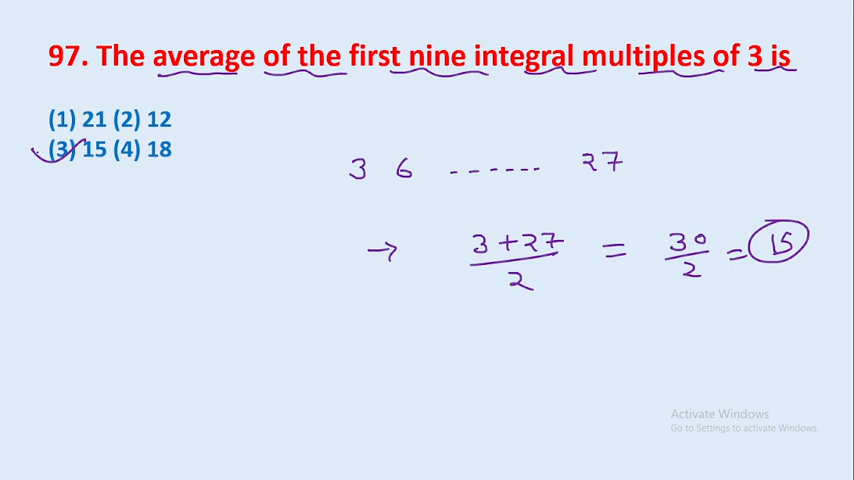 97. The average of the first nine integral multiples of 3 is
(1) 21 (2) 12
(3) 15 (4) 18
3 6 ------- 27
→ 3+27/2 = 30/2 = 15
Activate Windows
Go to Settings to activate Windows.